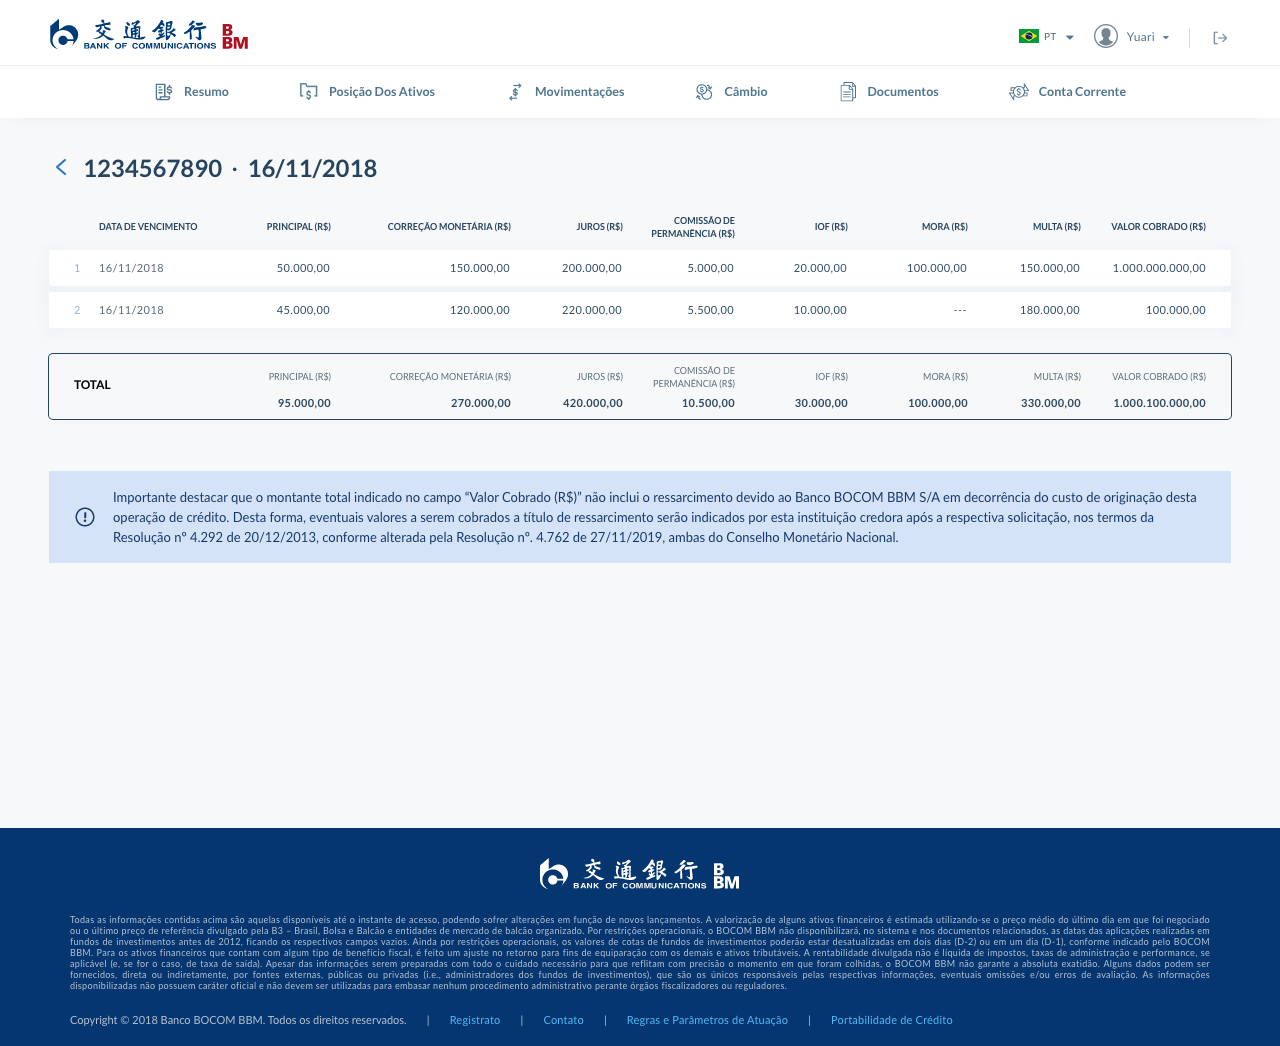 交通銀行
BANK OF COMMUNICATIONS
B
BM
PT
Yuari
Resumo
Posição Dos Ativos
Movimentações
Câmbio
Documentos
Conta Corrente
1234567890 · 16/11/2018
DATA DE VENCIMENTO PRINCIPAL (R$) CORREÇÃO MONETÁRIA (R$) JUROS (R$) COMISSÃO DE PERMANÊNCIA (R$) IOF (R$) MORA (R$) MULTA (R$) VALOR COBRADO (R$)
1 16/11/2018 50.000,00 150.000,00 200.000,00 5.000,00 20.000,00 100.000,00 150.000,00 1.000.000.000,00
2 16/11/2018 45.000,00 120.000,00 220.000,00 5.500,00 10.000,00 --- 180.000,00 100.000,00
TOTAL
PRINCIPAL (R$) CORREÇÃO MONETÁRIA (R$) JUROS (R$) COMISSÃO DE PERMANÊNCIA (R$) IOF (R$) MORA (R$) MULTA (R$) VALOR COBRADO (R$)
95.000,00 270.000,00 420.000,00 10.500,00 30.000,00 100.000,00 330.000,00 1.000.100.000,00
Importante destacar que o montante total indicado no campo “Valor Cobrado (R$)” não inclui o ressarcimento devido ao Banco BOCOM BBM S/A em decorrência do custo de originação desta
operação de crédito. Desta forma, eventuais valores a serem cobrados a título de ressarcimento serão indicados por esta instituição credora após a respectiva solicitação, nos termos da
Resolução nº 4.292 de 20/12/2013, conforme alterada pela Resolução nº. 4.762 de 27/11/2019, ambas do Conselho Monetário Nacional.
交通銀行
BANK OF COMMUNICATIONS
B
BM
Todas as informações contidas acima são aquelas disponíveis até o instante de acesso, podendo sofrer alterações em função de novos lançamentos. A valorização de alguns ativos financeiros é estimada utilizando-se o preço médio do último dia em que foi negociado
ou o último preço de referência divulgado pela B3 – Brasil, Bolsa e Balcão e entidades de mercado de balcão organizado. Por restrições operacionais, o BOCOM BBM não disponibilizará, no sistema e nos documentos relacionados, as datas das aplicações realizadas em
fundos de investimentos antes de 2012, ficando os respectivos campos vazios. Ainda por restrições operacionais, os valores de cotas de fundos de investimentos poderão estar desatualizadas em dois dias (D-2) ou em um dia (D-1), conforme indicado pelo BOCOM
BBM. Para os ativos financeiros que contam com algum tipo de benefício fiscal, é feito um ajuste no retorno para fins de equiparação com os demais e ativos tributáveis. A rentabilidade divulgada não é líquida de impostos, taxas de administração e performance, se
aplicável (e, se for o caso, de taxa de saída). Apesar das informações serem preparadas com todo o cuidado necessário para que reflitam com precisão o momento em que foram colhidas, o BOCOM BBM não garante a absoluta exatidão. Alguns dados podem ser
fornecidos, direta ou indiretamente, por fontes externas, públicas ou privadas (i.e., administradores dos fundos de investimentos), que são os únicos responsáveis pelas respectivas informações, eventuais omissões e/ou erros de avaliação. As informações
disponibilizadas não possuem caráter oficial e não devem ser utilizadas para embasar nenhum procedimento administrativo perante órgãos fiscalizadores ou reguladores.
Copyright © 2018 Banco BOCOM BBM. Todos os direitos reservados. | Registrato | Contato | Regras e Parâmetros de Atuação | Portabilidade de Crédito